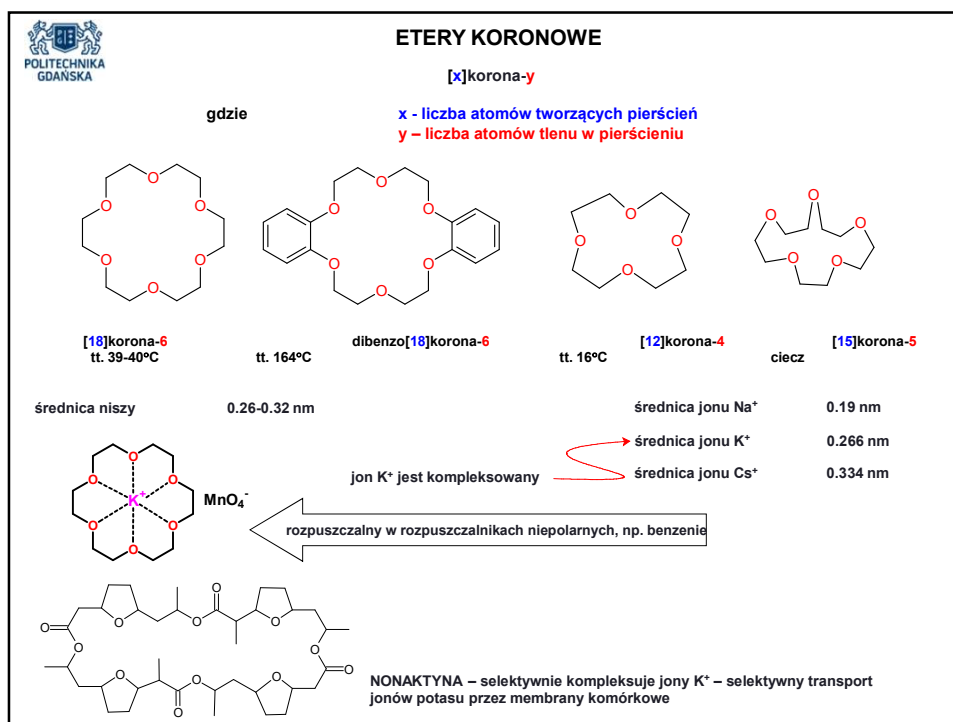 POLITECHNIKA
GDAŃSKA
ETERY KORONOWE
[x]korona-y
gdzie
x - liczba atomów tworzących pierścień
y – liczba atomów tlenu w pierścieniu
O O O O O O
O O O O O O
O O O O
O O O O O
[18]korona-6
tt. 39-40ºC
dibenzo[18]korona-6
tt. 164ºC
[12]korona-4
tt. 16ºC
[15]korona-5
ciecz
średnica niszy 0.26-0.32 nm
średnica jonu Na⁺ 0.19 nm
średnica jonu K⁺ 0.266 nm
jon K⁺ jest kompleksowany
średnica jonu Cs⁺ 0.334 nm
O O O O O O
K⁺
MnO₄⁻
rozpuszczalny w rozpuszczalnikach niepolarnych, np. benzenie
O O O O O O
O O O O O O
NONAKTYNA – selektywnie kompleksuje jony K⁺ – selektywny transport
jonów potasu przez membrany komórkowe